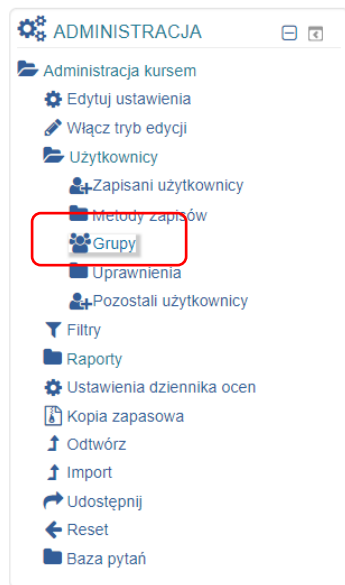 ADMINISTRACJA
Administracja kursem
Edytuj ustawienia
Włącz tryb edycji
Użytkownicy
Zapisani użytkownicy
Metody zapisów
Grupy
Uprawnienia
Pozostali użytkownicy
Filtry
Raporty
Ustawienia dziennika ocen
Kopia zapasowa
Odtwórz
Import
Udostępnij
Reset
Baza pytań